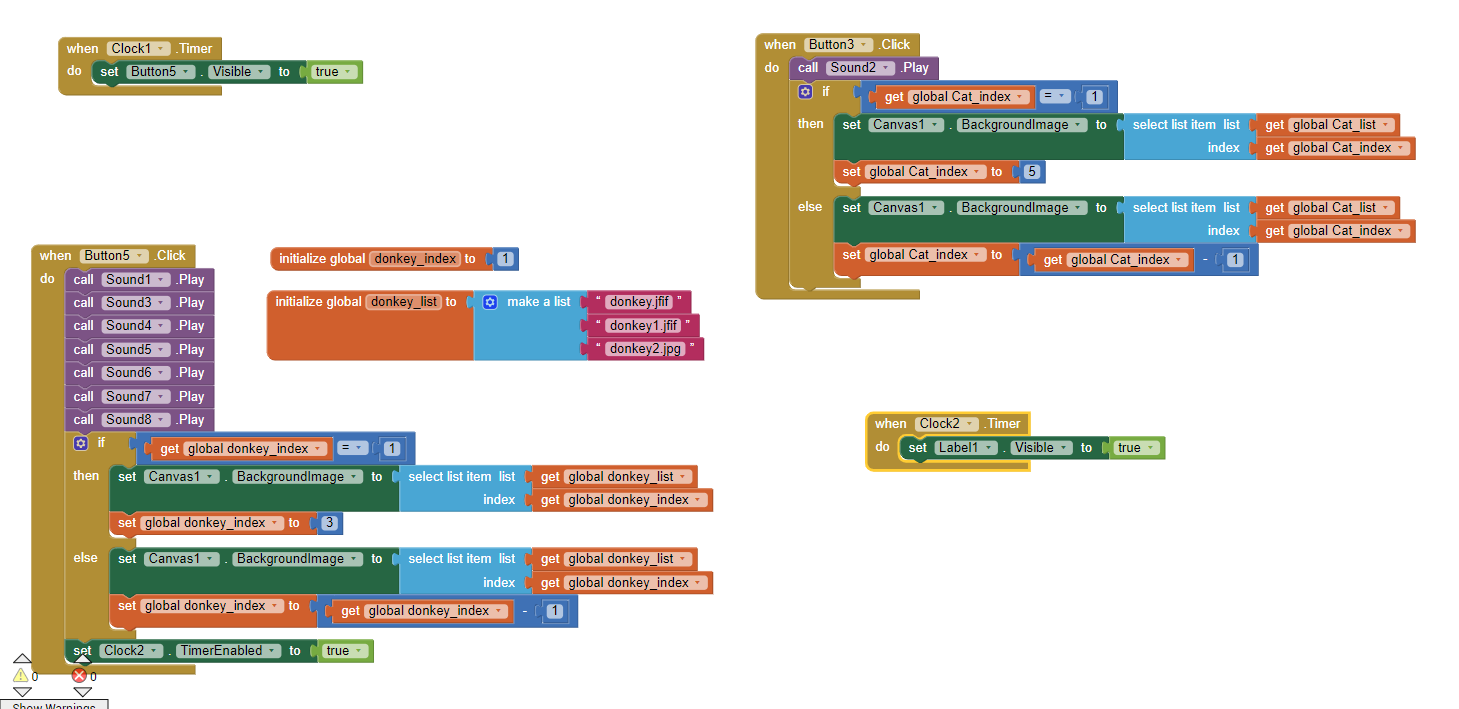 when Clock1 .Timer
do set Button5 . Visible to true
when Button5 .Click
do call Sound1 .Play
call Sound3 .Play
call Sound4 .Play
call Sound5 .Play
call Sound6 .Play
call Sound7 .Play
call Sound8 .Play
if get global donkey_index = 1
then set Canvas1 . BackgroundImage to select list item list get global donkey_list
index get global donkey_index
set global donkey_index to 3
else set Canvas1 . BackgroundImage to select list item list get global donkey_list
index get global donkey_index
set global donkey_index to get global donkey_index - 1
set Clock2 . TimerEnabled to true
initialize global donkey_index to 1
initialize global donkey_list to make a list “ donkey.jfif ”
“ donkey1.jfif ”
“ donkey2.jpg ”
when Button3 .Click
do call Sound2 .Play
if get global Cat_index = 1
then set Canvas1 . BackgroundImage to select list item list get global Cat_list
index get global Cat_index
set global Cat_index to 5
else set Canvas1 . BackgroundImage to select list item list get global Cat_list
index get global Cat_index
set global Cat_index to get global Cat_index - 1
when Clock2 .Timer
do set Label1 . Visible to true
0 0
Show Warnings